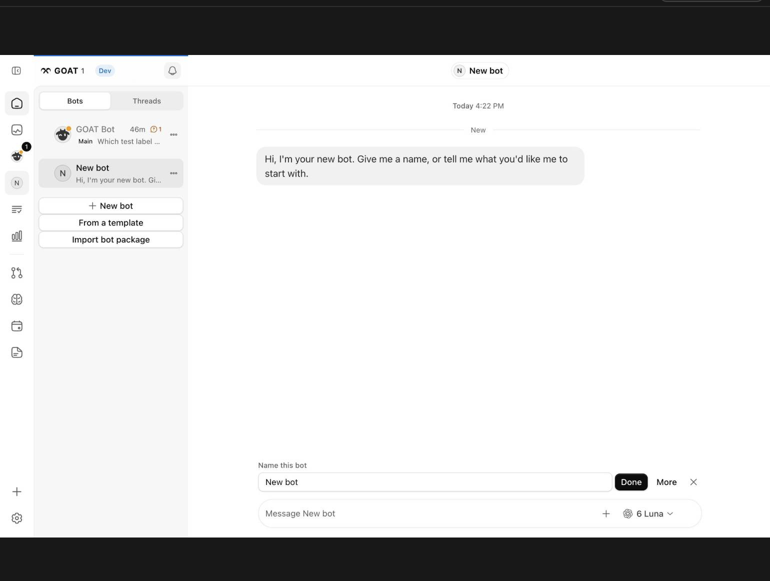 GOAT 1 Dev
New bot
Bots Threads
Today 4:22 PM
GOAT Bot 46m 1
Main Which test label ...
New
1
Hi, I'm your new bot. Give me a name, or tell me what you'd like me to
start with.
N New bot
Hi, I'm your new bot. Gi...
N
New bot
From a template
Import bot package
Name this bot
New bot Done More
Message New bot 6 Luna